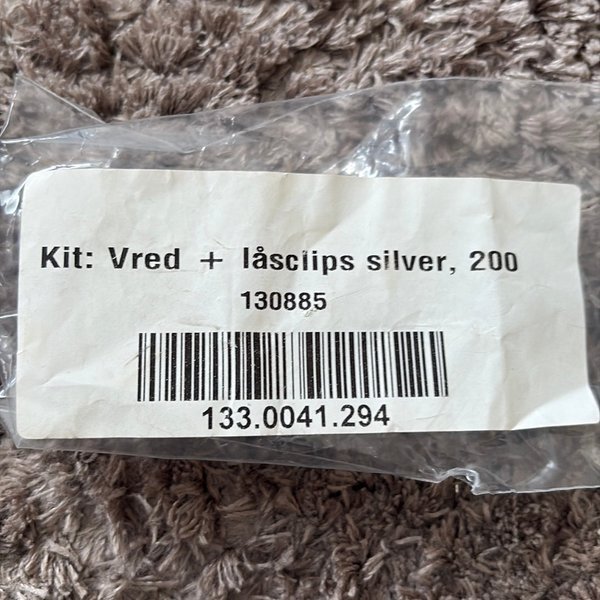 Kit: Vred + låsclips silver, 200
130885
133.0041.294